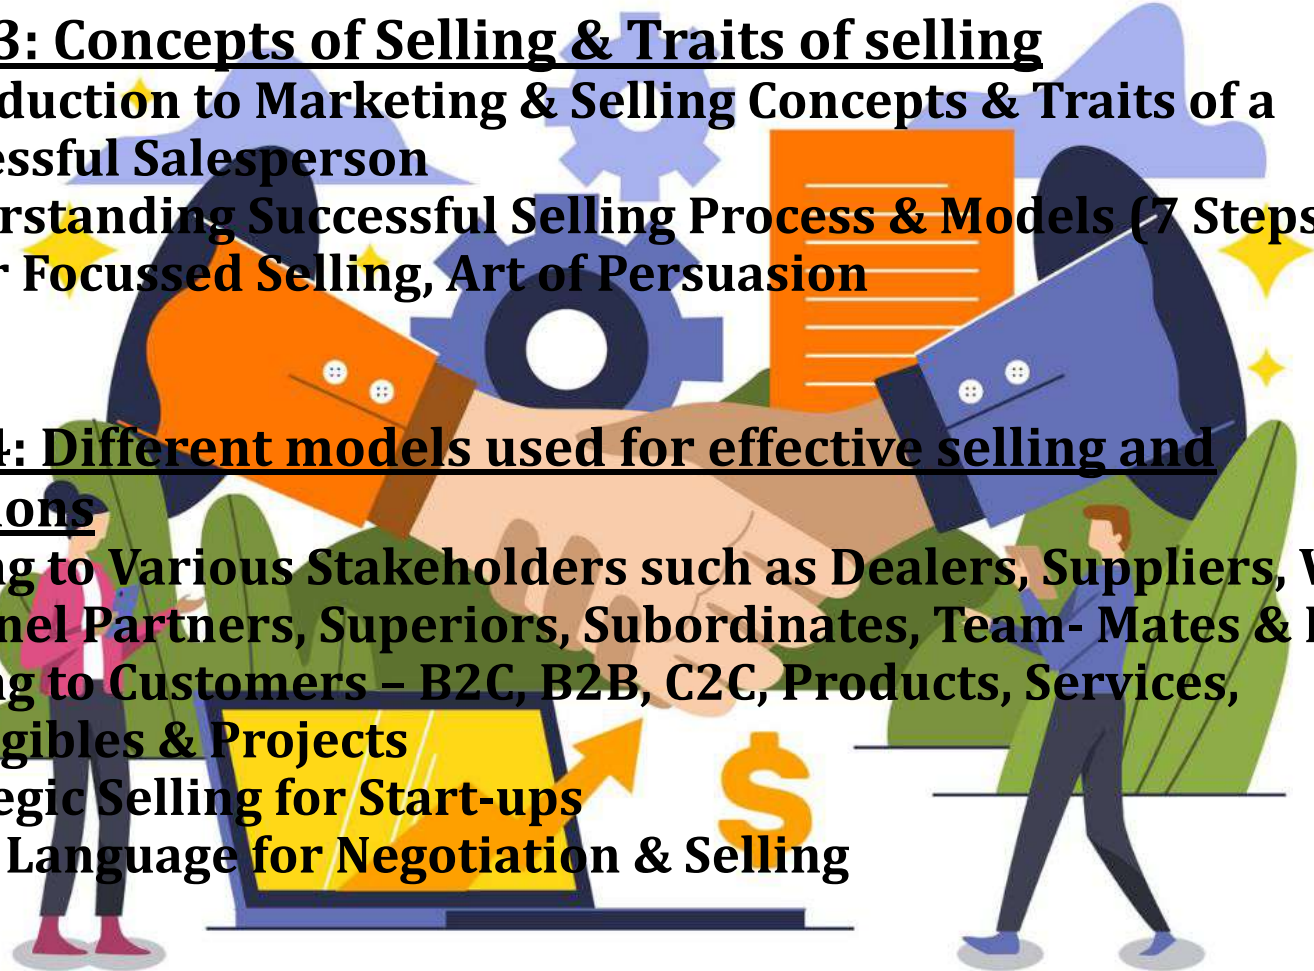 3: Concepts of Selling & Traits of selling
duction to Marketing & Selling Concepts & Traits of a
essful Salesperson
rstanding Successful Selling Process & Models (7 Steps
r Focussed Selling, Art of Persuasion
4: Different models used for effective selling and
ions
ng to Various Stakeholders such as Dealers, Suppliers,
nel Partners, Superiors, Subordinates, Team- Mates &
ng to Customers – B2C, B2B, C2C, Products, Services,
gibles & Projects
egic Selling for Start-ups
Language for Negotiation & Selling
$